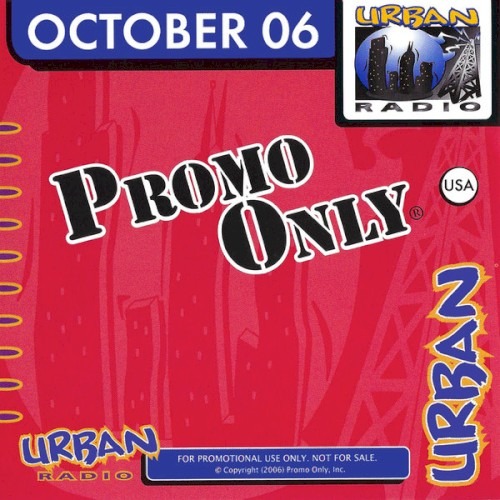 OCTOBER 06
URBAN
RADIO
PROMO
ONLY®
USA
URBAN
URBAN
RADIO
FOR PROMOTIONAL USE ONLY. NOT FOR SALE.
© Copyright (2006) Promo Only, Inc.